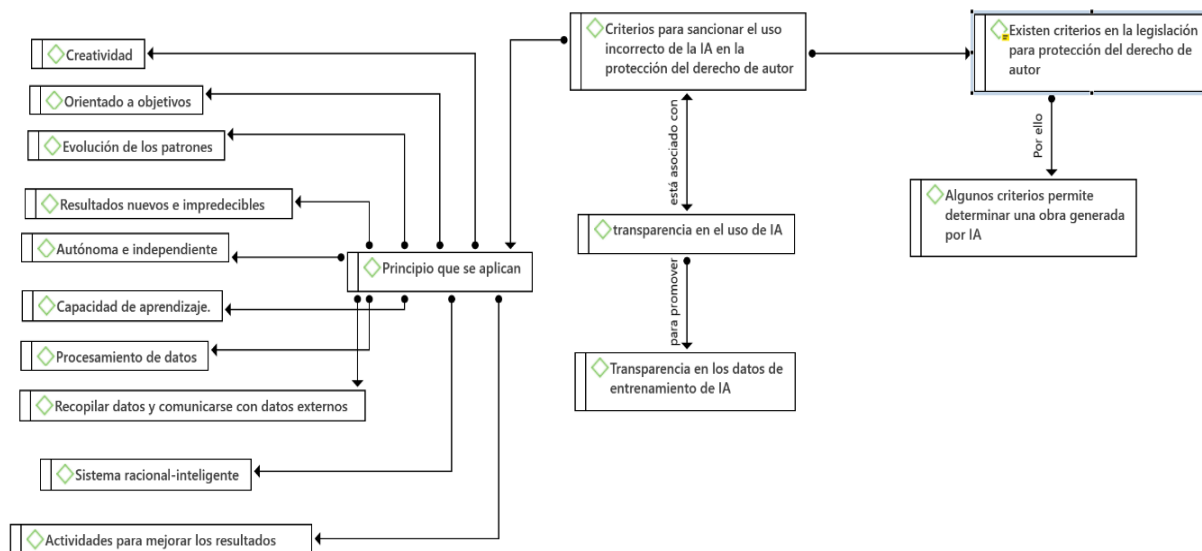 Creatividad
Orientado a objetivos
Evolución de los patrones
Resultados nuevos e impredecibles
Autónoma e independiente
Capacidad de aprendizaje.
Procesamiento de datos
Recopilar datos y comunicarse con datos externos
Sistema racional-inteligente
Actividades para mejorar los resultados
Principio que se aplican
Criterios para sancionar el uso
incorrecto de la IA en la
protección del derecho de autor
está asociado con
transparencia en el uso de IA
para promover
Transparencia en los datos de
entrenamiento de IA
Existen criterios en la legislación
para protección del derecho de
autor
Por ello
Algunos criterios permite
determinar una obra generada
por IA